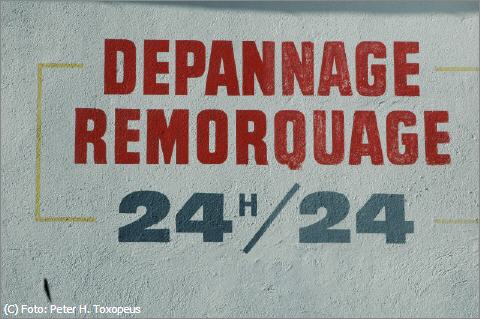 DEPANNAGE
REMORQUAGE
24H/24
(C) Foto: Peter H. Toxopeus